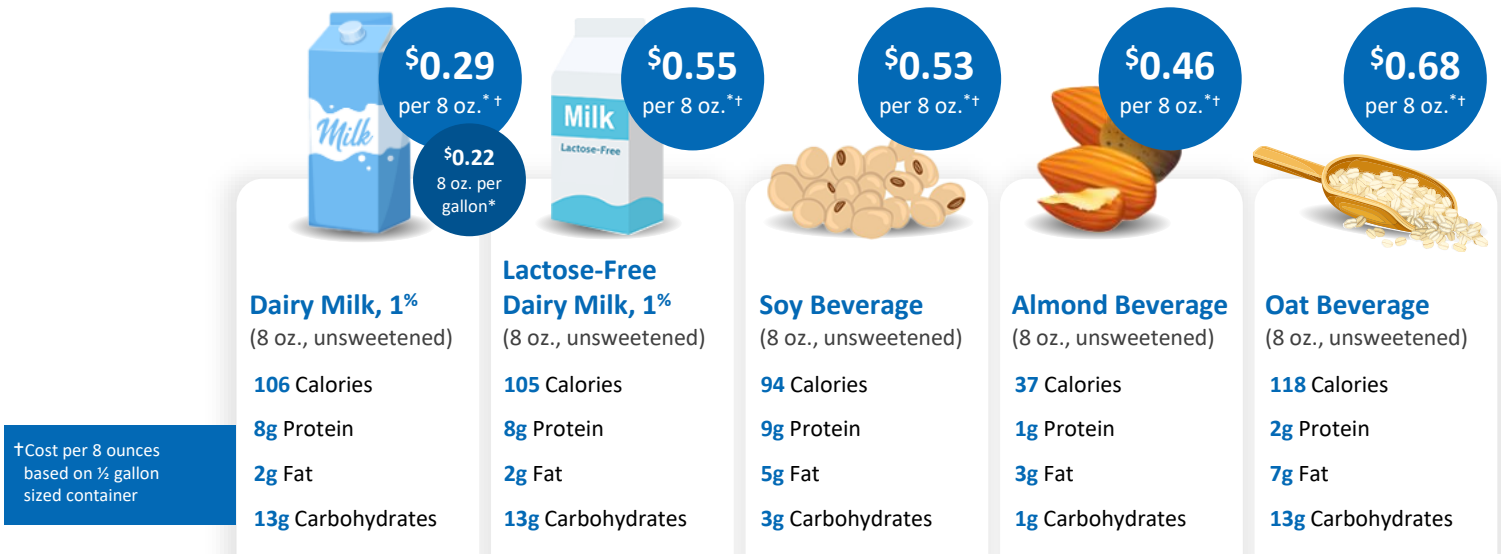 $0.29
per 8 oz.*†
$0.22
8 oz. per
gallon*
Milk
Dairy Milk, 1%
(8 oz., unsweetened)
106 Calories
8g Protein
2g Fat
13g Carbohydrates
$0.55
per 8 oz.*†
Milk
Lactose-Free
Lactose-Free
Dairy Milk, 1%
(8 oz., unsweetened)
105 Calories
8g Protein
2g Fat
13g Carbohydrates
$0.53
per 8 oz.*†
Soy Beverage
(8 oz., unsweetened)
94 Calories
9g Protein
5g Fat
3g Carbohydrates
$0.46
per 8 oz.*†
Almond Beverage
(8 oz., unsweetened)
37 Calories
1g Protein
3g Fat
1g Carbohydrates
$0.68
per 8 oz.*†
Oat Beverage
(8 oz., unsweetened)
118 Calories
2g Protein
7g Fat
13g Carbohydrates
†Cost per 8 ounces
based on ½ gallon
sized container